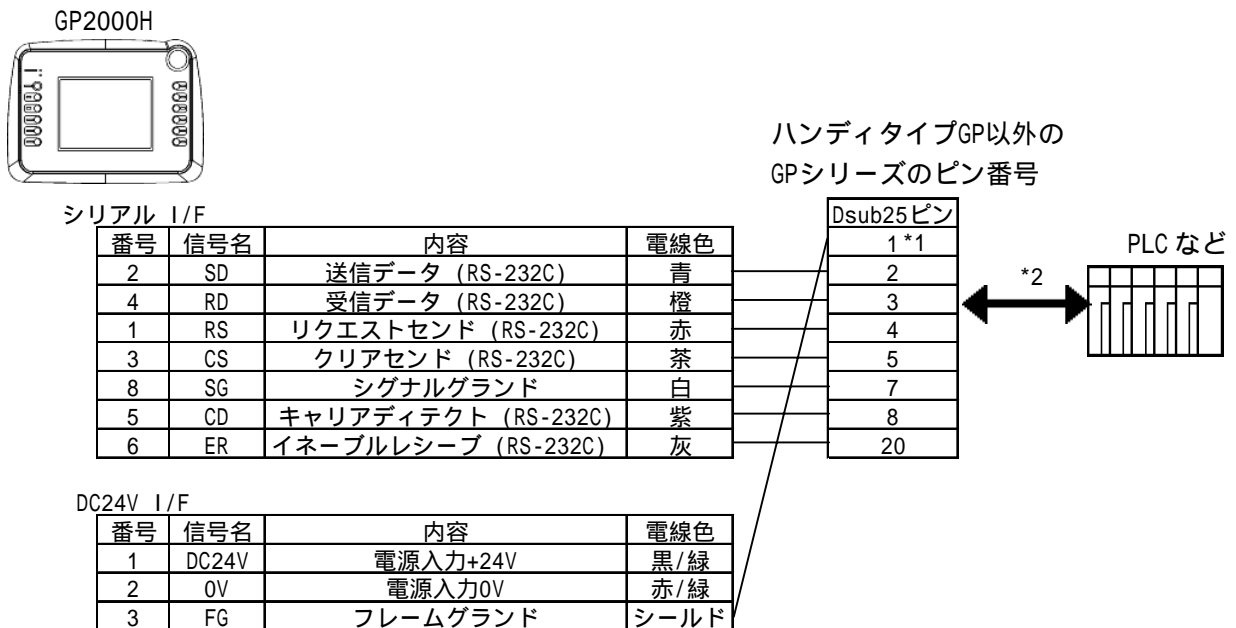 GP2000H
ハンディタイプGP以外の
GPシリーズのピン番号
シリアル I/F
Dsub25ピン
番号 信号名 内容 電線色 1 *1 PLC など
2 SD 送信データ (RS-232C) 青 2 *2
4 RD 受信データ (RS-232C) 橙 3
1 RS リクエストセンド (RS-232C) 赤 4
3 CS クリアセンド (RS-232C) 茶 5
8 SG シグナルグランド 白 7
5 CD キャリアディテクト (RS-232C) 紫 8
6 ER イネーブルレシーブ (RS-232C) 灰 20
DC24V I/F
番号 信号名 内容 電線色
1 DC24V 電源入力+24V 黒/緑
2 0V 電源入力0V 赤/緑
3 FG フレームグランド シールド